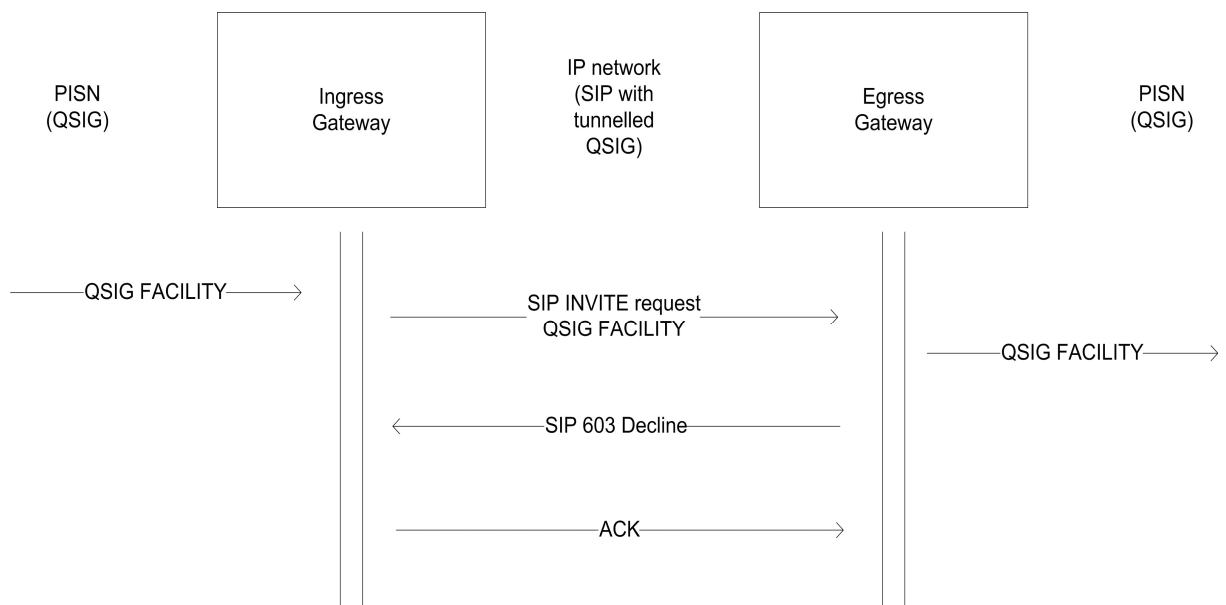 PISN
(QSIG)
Ingress
Gateway
IP network
(SIP with
tunnelled
QSIG)
Egress
Gateway
PISN
(QSIG)
QSIG FACILITY
SIP INVITE request
QSIG FACILITY
QSIG FACILITY
SIP 603 Decline
ACK